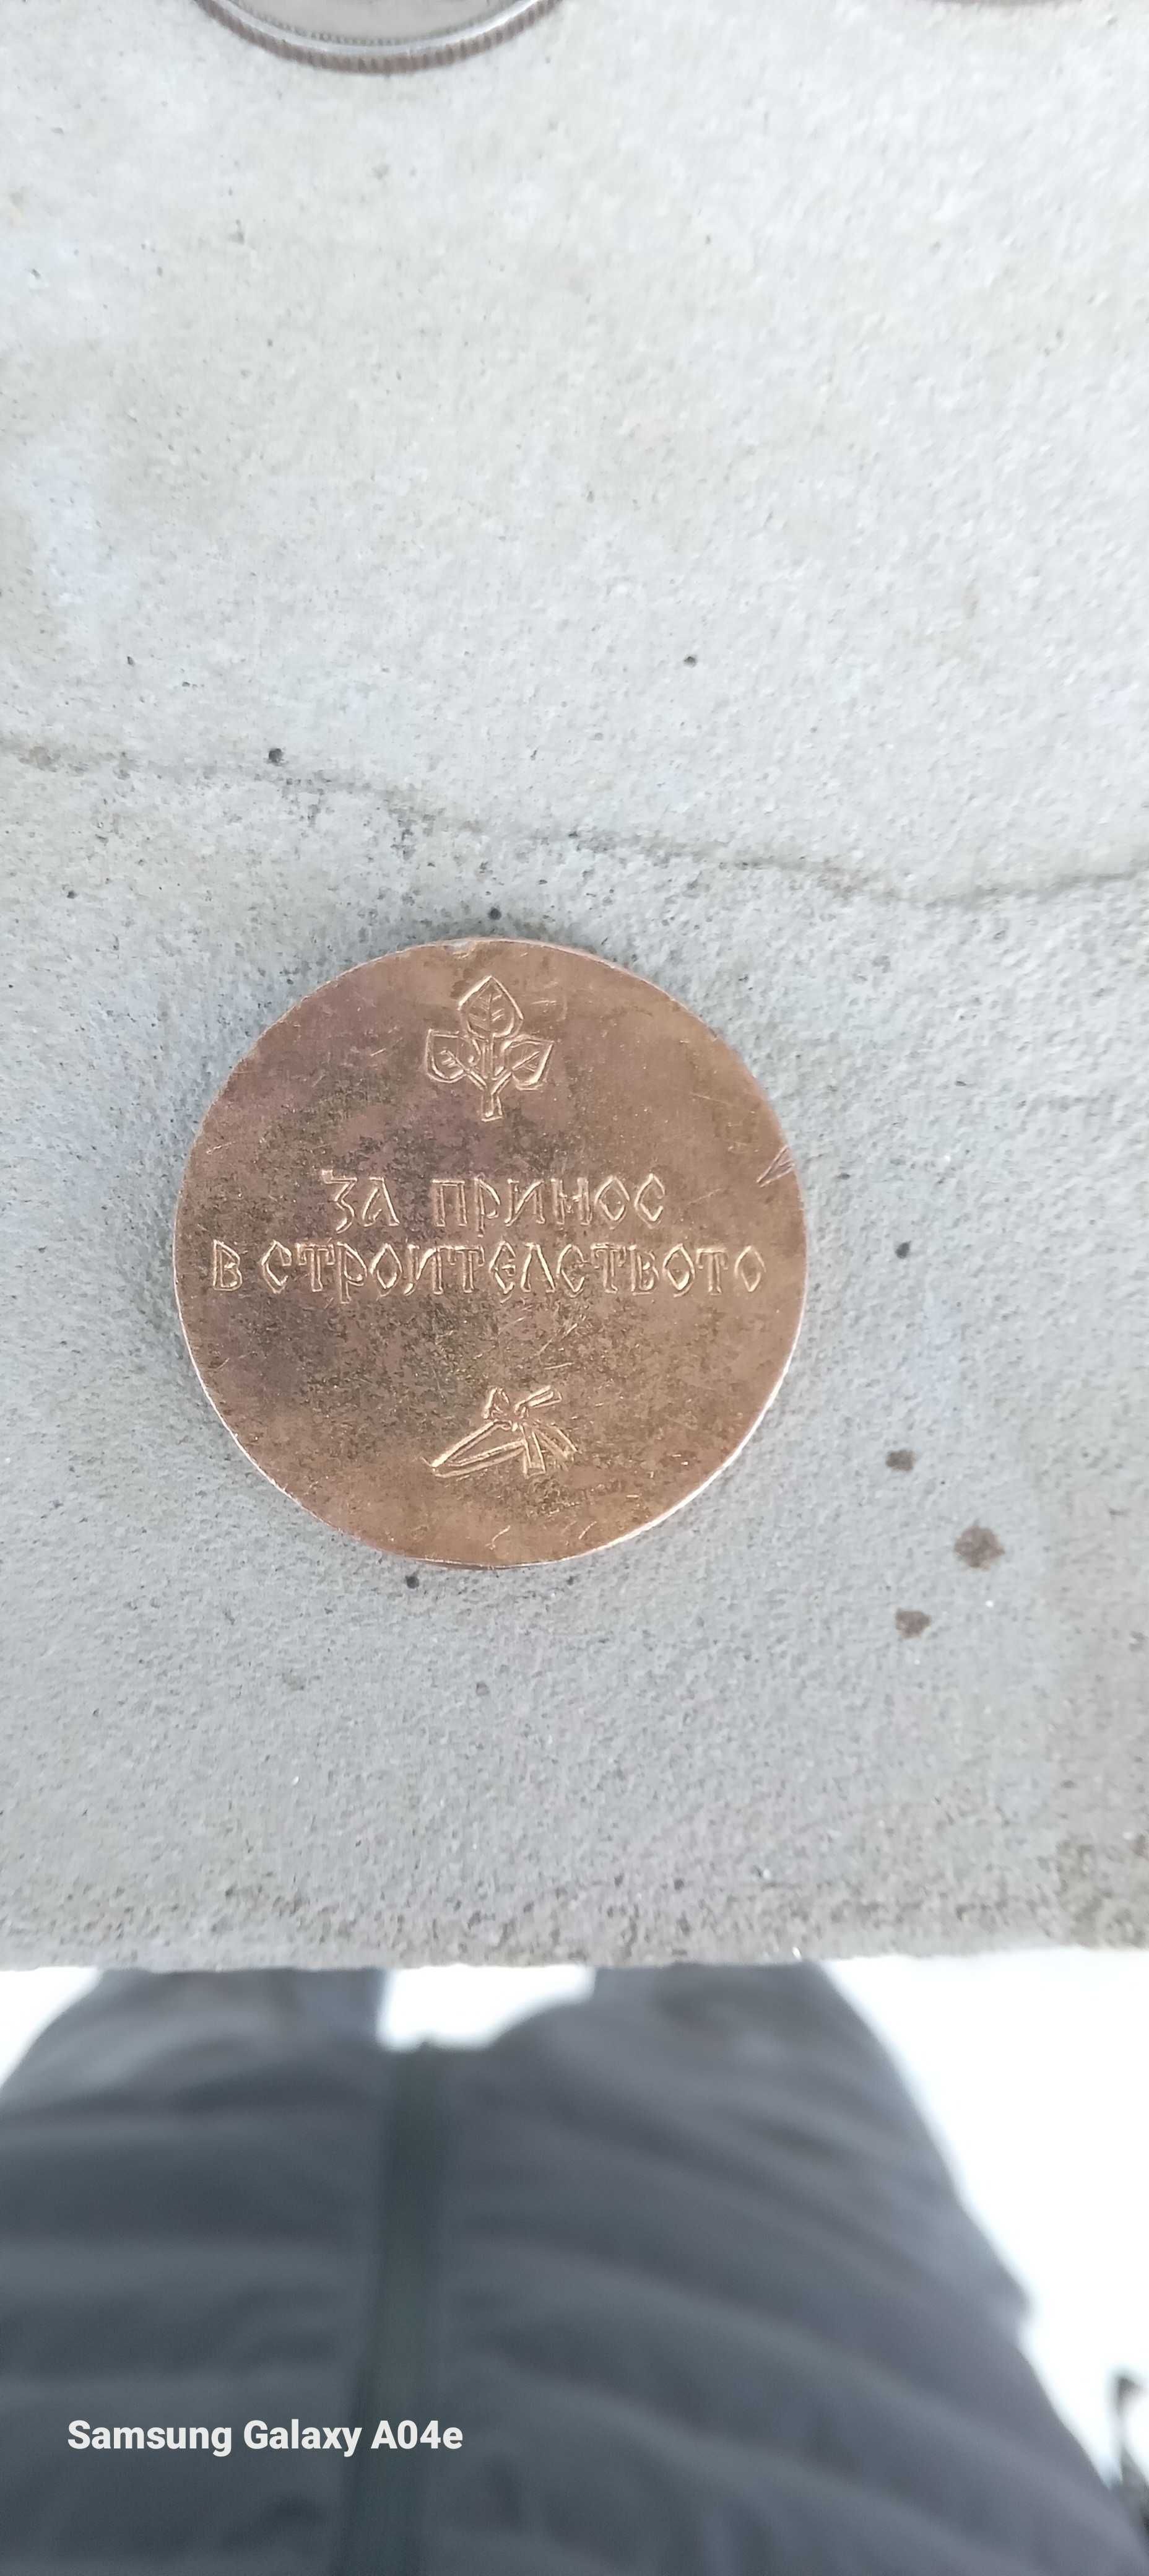 ЗА ПРИНОС
В СТРОИТЕЛСТВОТО
Samsung Galaxy A04e